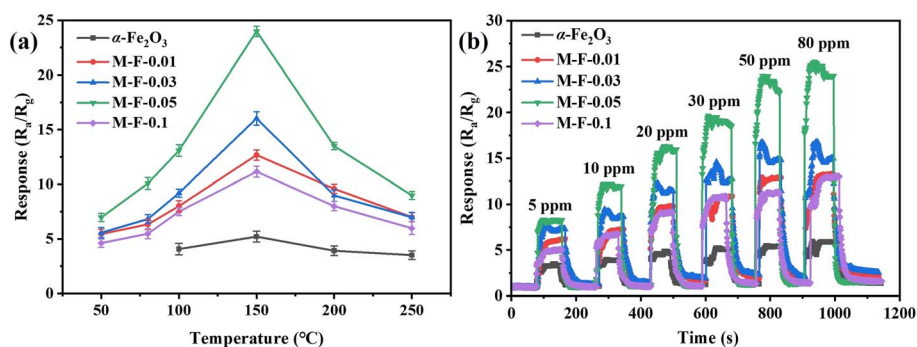 (a)
α-Fe₂O₃
M-F-0.01
M-F-0.03
M-F-0.05
M-F-0.1
Response (Rₐ/R₉)
25
20
15
10
5
0
50
100
150
200
250
Temperature (°C)
(b)
α-Fe₂O₃
M-F-0.01
M-F-0.03
M-F-0.05
M-F-0.1
5 ppm
10 ppm
20 ppm
30 ppm
50 ppm
80 ppm
Response (Rₐ/R₉)
30
25
20
15
10
5
0
0
200
400
600
800
1000
1200
Time (s)